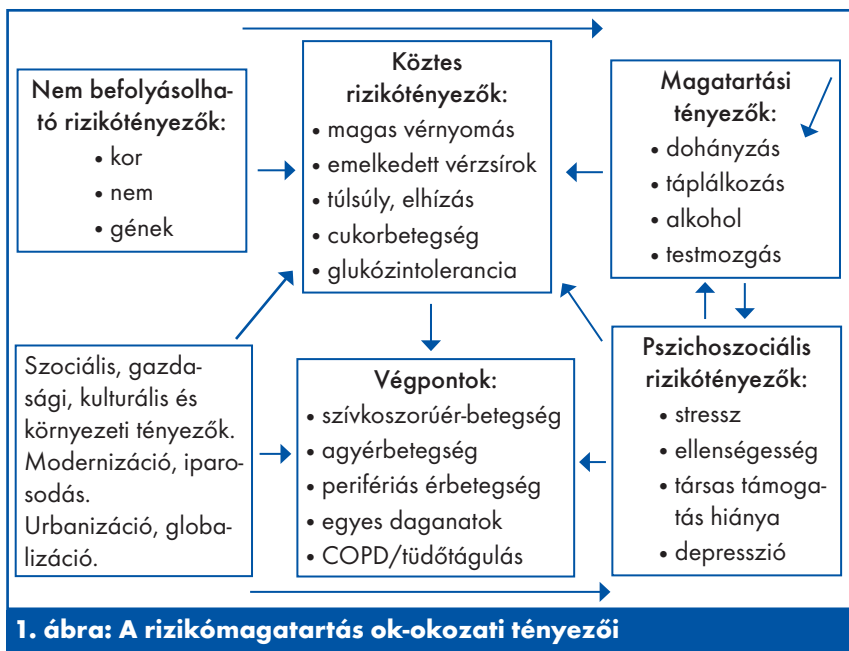 Nem befolyásolha-
tó rizikótényezők:
• kor
• nem
• gének
Köztes
rizikótényezők:
• magas vérnyomás
• emelkedett vérzsírok
• túlsúly, elhízás
• cukorbetegség
• glukózintolerancia
Magatartási
tényezők:
• dohányzás
• táplálkozás
• alkohol
• testmozgás
Szociális, gazda-
sági, kulturális és
környezeti tényezők.
Modernizáció, iparo-
sodás.
Urbanizáció, globa-
lizáció.
Végpontok:
• szívkoszorúér-betegség
• agyérbetegség
• perifériás érbetegség
• egyes daganatok
• COPD/tüdőtágulás
Pszichoszociális
rizikótényezők:
• stressz
• ellenségesség
• társas támoga-
tás hiánya
• depresszió
1. ábra: A rizikómagatartás ok-okozati tényezői